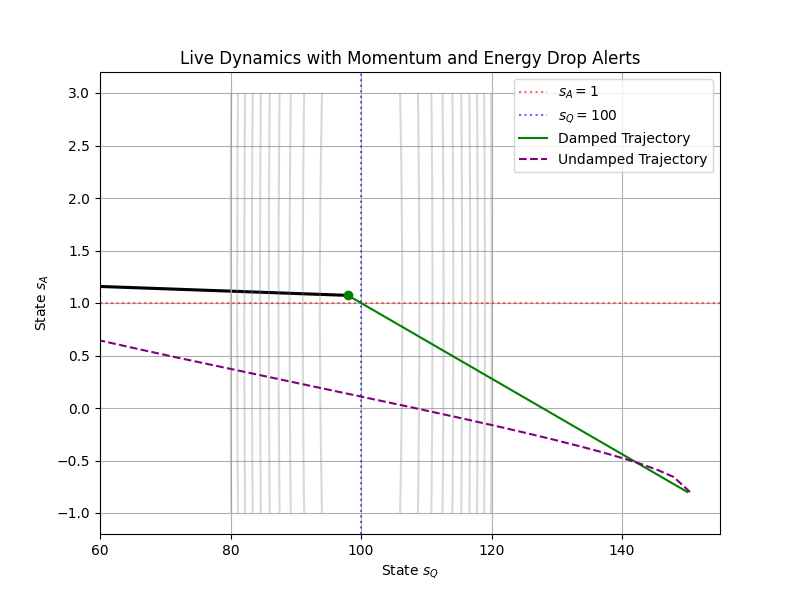 Live Dynamics with Momentum and Energy Drop Alerts
3.0
2.5
2.0
1.5
1.0
0.5
0.0
−0.5
−1.0
State $s_A$
$s_A = 1$
$s_Q = 100$
Damped Trajectory
Undamped Trajectory
60 80 100 120 140
State $s_Q$